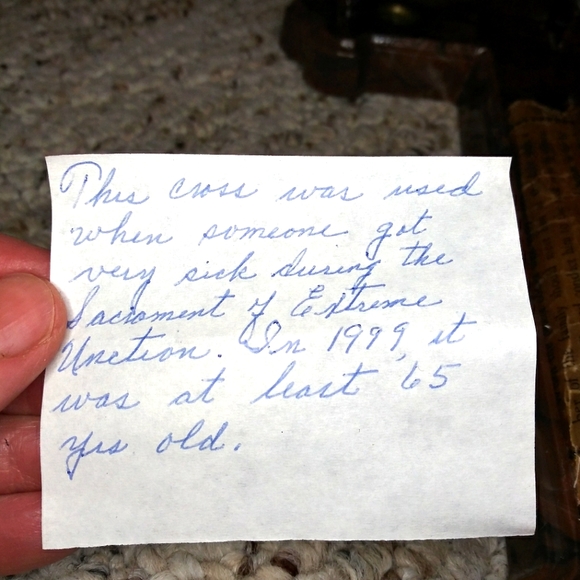 This cross was used
when someone got
very sick during the
Sacrament of Extreme
Unction. In 1999, it
was at least 65
yrs old.